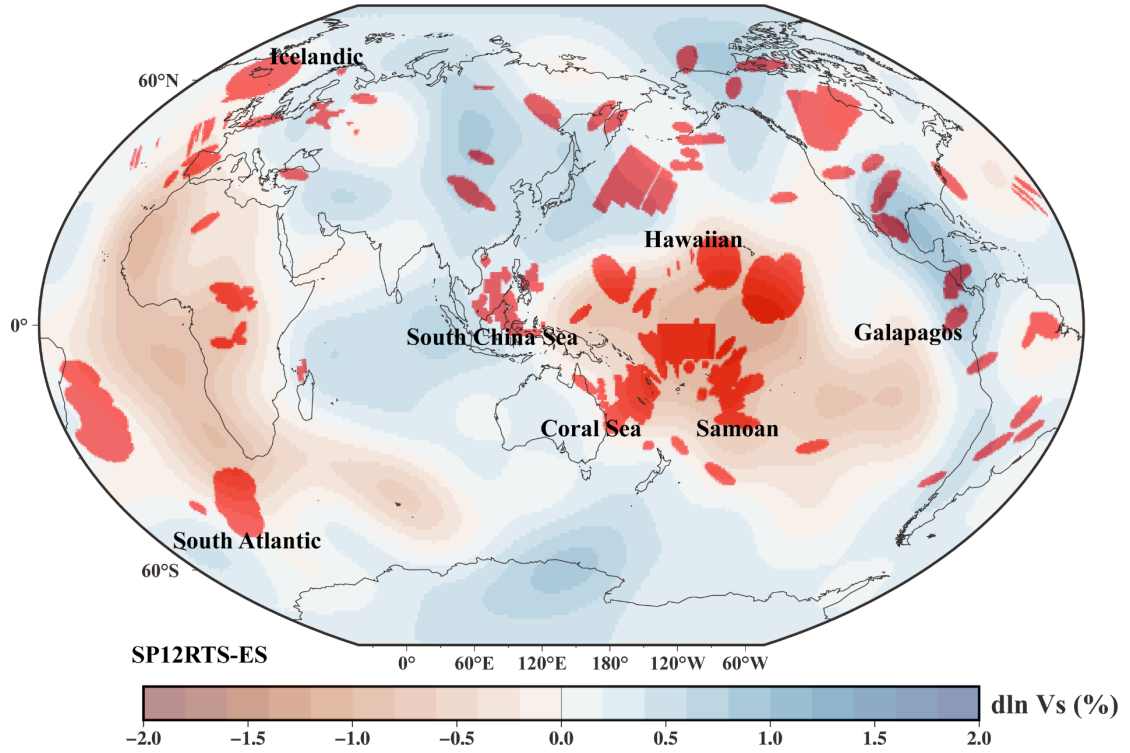 Icelandic
60°N
Hawaiian
0°
South China Sea
Galapagos
Coral Sea
Samoan
South Atlantic
60°S
SP12RTS-ES
0° 60°E 120°E 180° 120°W 60°W
dln Vs (%)
−2.0 −1.5 −1.0 −0.5 0.0 0.5 1.0 1.5 2.0